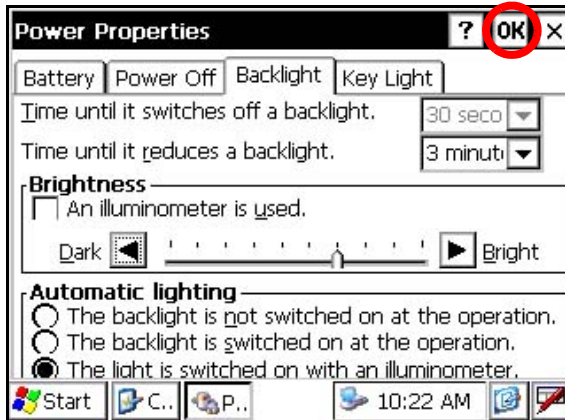 Power Properties ? OK ×
Battery Power Off Backlight Key Light
Time until it switches off a backlight. 30 seco
Time until it reduces a backlight. 3 minut
Brightness
An illuminometer is used.
Dark Bright
Automatic lighting
The backlight is not switched on at the operation.
The backlight is switched on at the operation.
The light is switched on with an illuminometer.
Start C.. P.. 10:22 AM